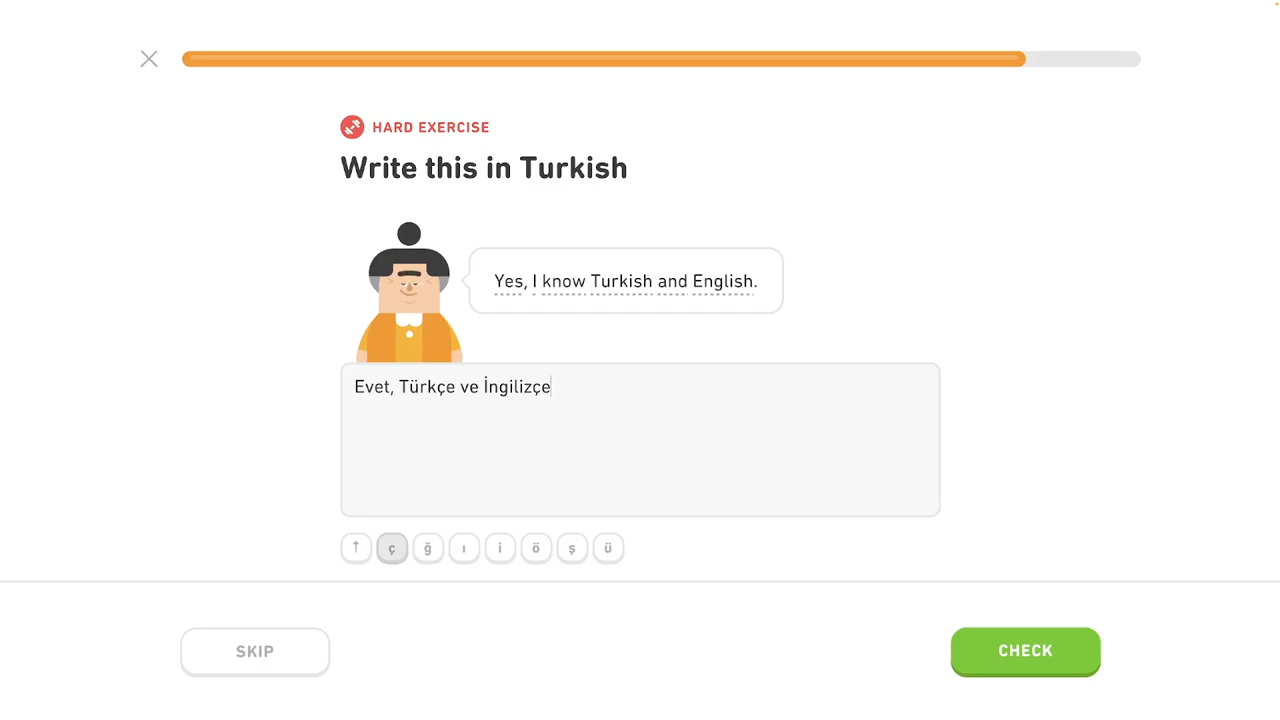 HARD EXERCISE
Write this in Turkish
Yes, I know Turkish and English.
Evet, Türkçe ve İngilizçe
↑ ç ğ ı i ö ş ü
SKIP
CHECK